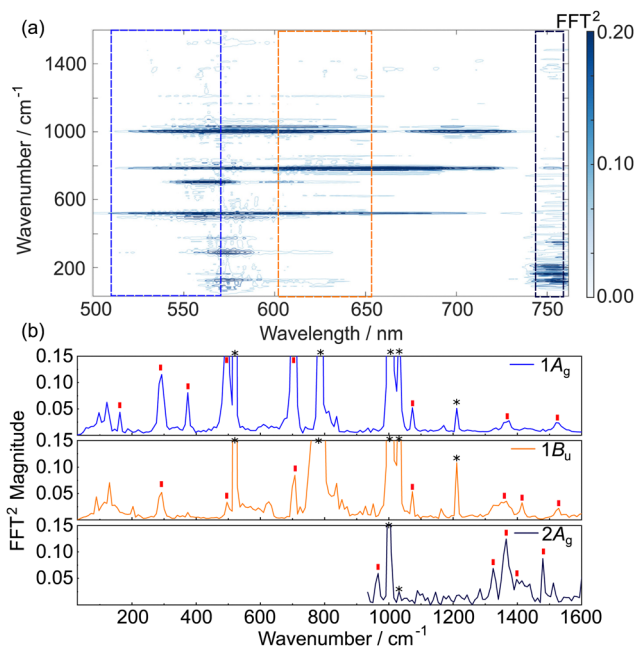 (a)
FFT²
0.20
0.10
0.00
1400
1000
600
200
Wavenumber / cm⁻¹
500 550 600 650 700 750
Wavelength / nm
(b)
0.15
0.10
0.05
* * * * *
1Ag
0.15
0.10
0.05
* * * * *
1Bu
0.15
0.10
0.05
* *
2Ag
FFT² Magnitude
200 400 600 800 1000 1200 1400 1600
Wavenumber / cm⁻¹